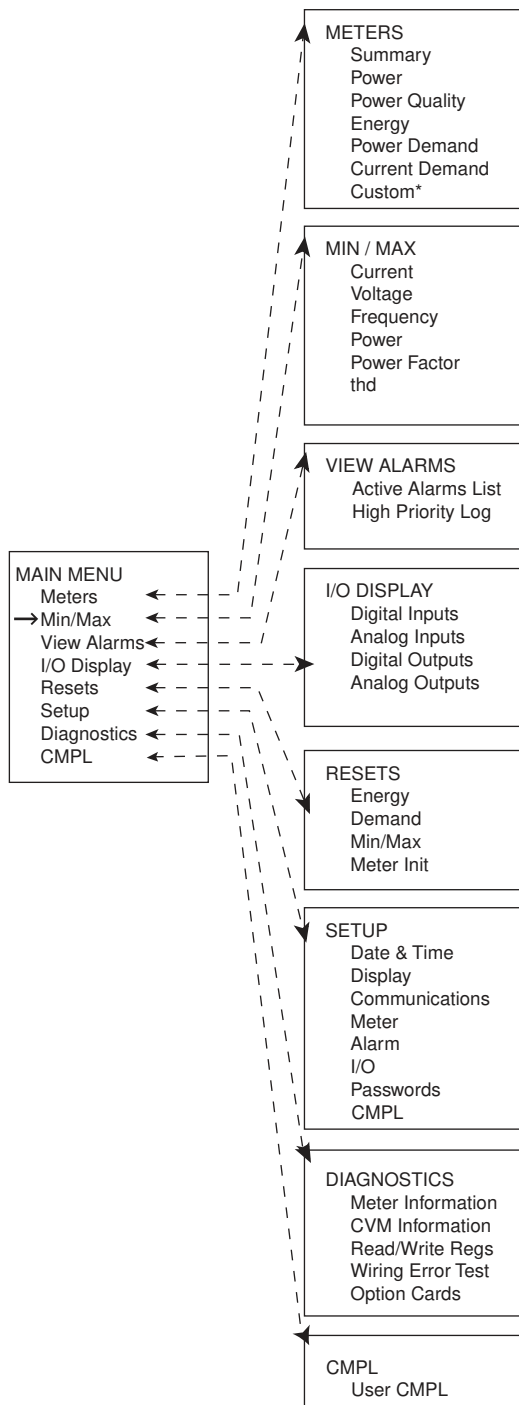 METERS
Summary
Power
Power Quality
Energy
Power Demand
Current Demand
Custom*
MIN / MAX
Current
Voltage
Frequency
Power
Power Factor
thd
VIEW ALARMS
Active Alarms List
High Priority Log
MAIN MENU
Meters
Min/Max
View Alarms
I/O Display
Resets
Setup
Diagnostics
CMPL
I/O DISPLAY
Digital Inputs
Analog Inputs
Digital Outputs
Analog Outputs
RESETS
Energy
Demand
Min/Max
Meter Init
SETUP
Date & Time
Display
Communications
Meter
Alarm
I/O
Passwords
CMPL
DIAGNOSTICS
Meter Information
CVM Information
Read/Write Regs
Wiring Error Test
Option Cards
CMPL
User CMPL